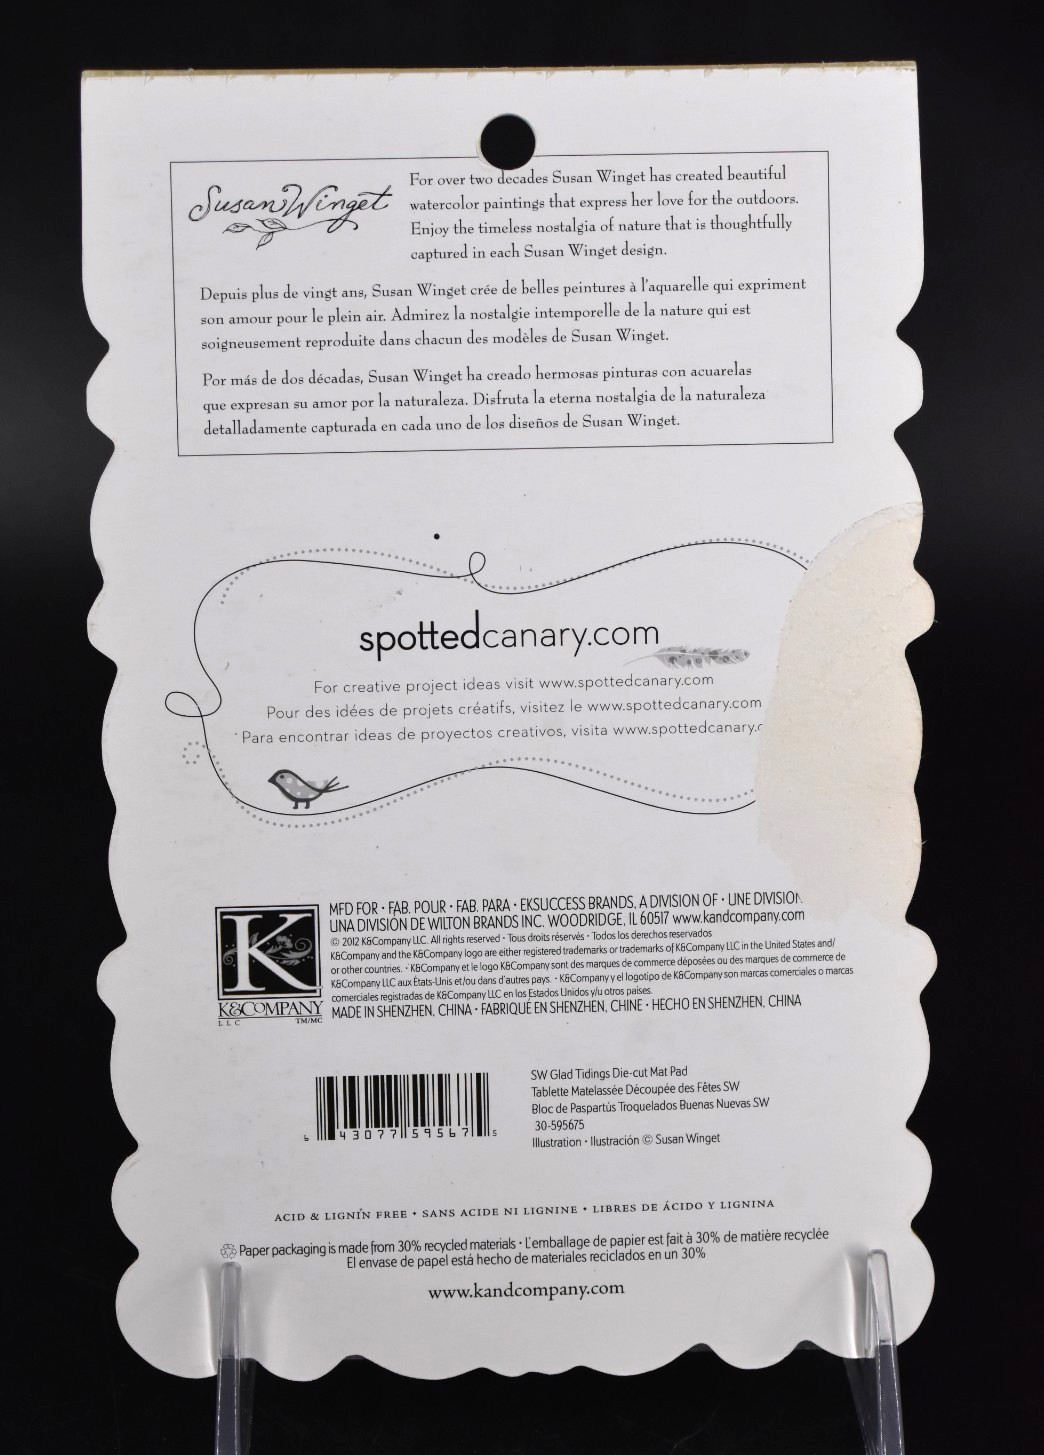 Susan Winget
For over two decades Susan Winget has created beautiful
watercolor paintings that express her love for the outdoors.
Enjoy the timeless nostalgia of nature that is thoughtfully
captured in each Susan Winget design.
Depuis plus de vingt ans, Susan Winget crée de belles peintures à l'aquarelle qui expriment
son amour pour le plein air. Admirez la nostalgie intemporelle de la nature qui est
soigneusement reproduite dans chacun des modèles de Susan Winget.
Por más de dos décadas, Susan Winget ha creado hermosas pinturas con acuarelas
que expresan su amor por la naturaleza. Disfruta la eterna nostalgia de la naturaleza
detalladamente capturada en cada uno de los diseños de Susan Winget.
spottedcanary.com
For creative project ideas visit www.spottedcanary.com
Pour des idées de projets créatifs, visitez le www.spottedcanary.com
Para encontrar ideas de proyectos creativos, visita www.spottedcanary.c
K
K&COMPANY
LLC TM/MC
MFD FOR • FAB. POUR • FAB. PARA • EKSUCCESS BRANDS, A DIVISION OF • UNE DIVISION
UNA DIVISIÓN DE WILTON BRANDS INC. WOODRIDGE, IL 60517 www.kandcompany.com
© 2012 K&Company LLC. All rights reserved • Tous droits réservés • Todos los derechos reservados
K&Company and the K&Company logo are either registered trademarks or trademarks of K&Company LLC in the United States and/
or other countries. • K&Company et le logo K&Company sont des marques de commerce déposées ou des marques de commerce de
K&Company LLC aux États-Unis et/ou dans d'autres pays. • K&Company y el logotipo de K&Company son marcas comerciales o marcas
comerciales registradas de K&Company LLC en los Estados Unidos y/u otros países.
MADE IN SHENZHEN, CHINA • FABRIQUÉ EN SHENZHEN, CHINE • HECHO EN SHENZHEN, CHINA
6 43077 59567 5
SW Glad Tidings Die-cut Mat Pad
Tablette Matelassée Découpée des Fêtes SW
Bloc de Paspartús Troquelados Buenas Nuevas SW
30-595675
Illustration • Ilustración © Susan Winget
ACID & LIGNIN FREE • SANS ACIDE NI LIGNINE • LIBRES DE ÁCIDO Y LIGNINA
Paper packaging is made from 30% recycled materials • L'emballage de papier est fait à 30% de matière recyclée
El envase de papel está hecho de materiales reciclados en un 30%
www.kandcompany.com